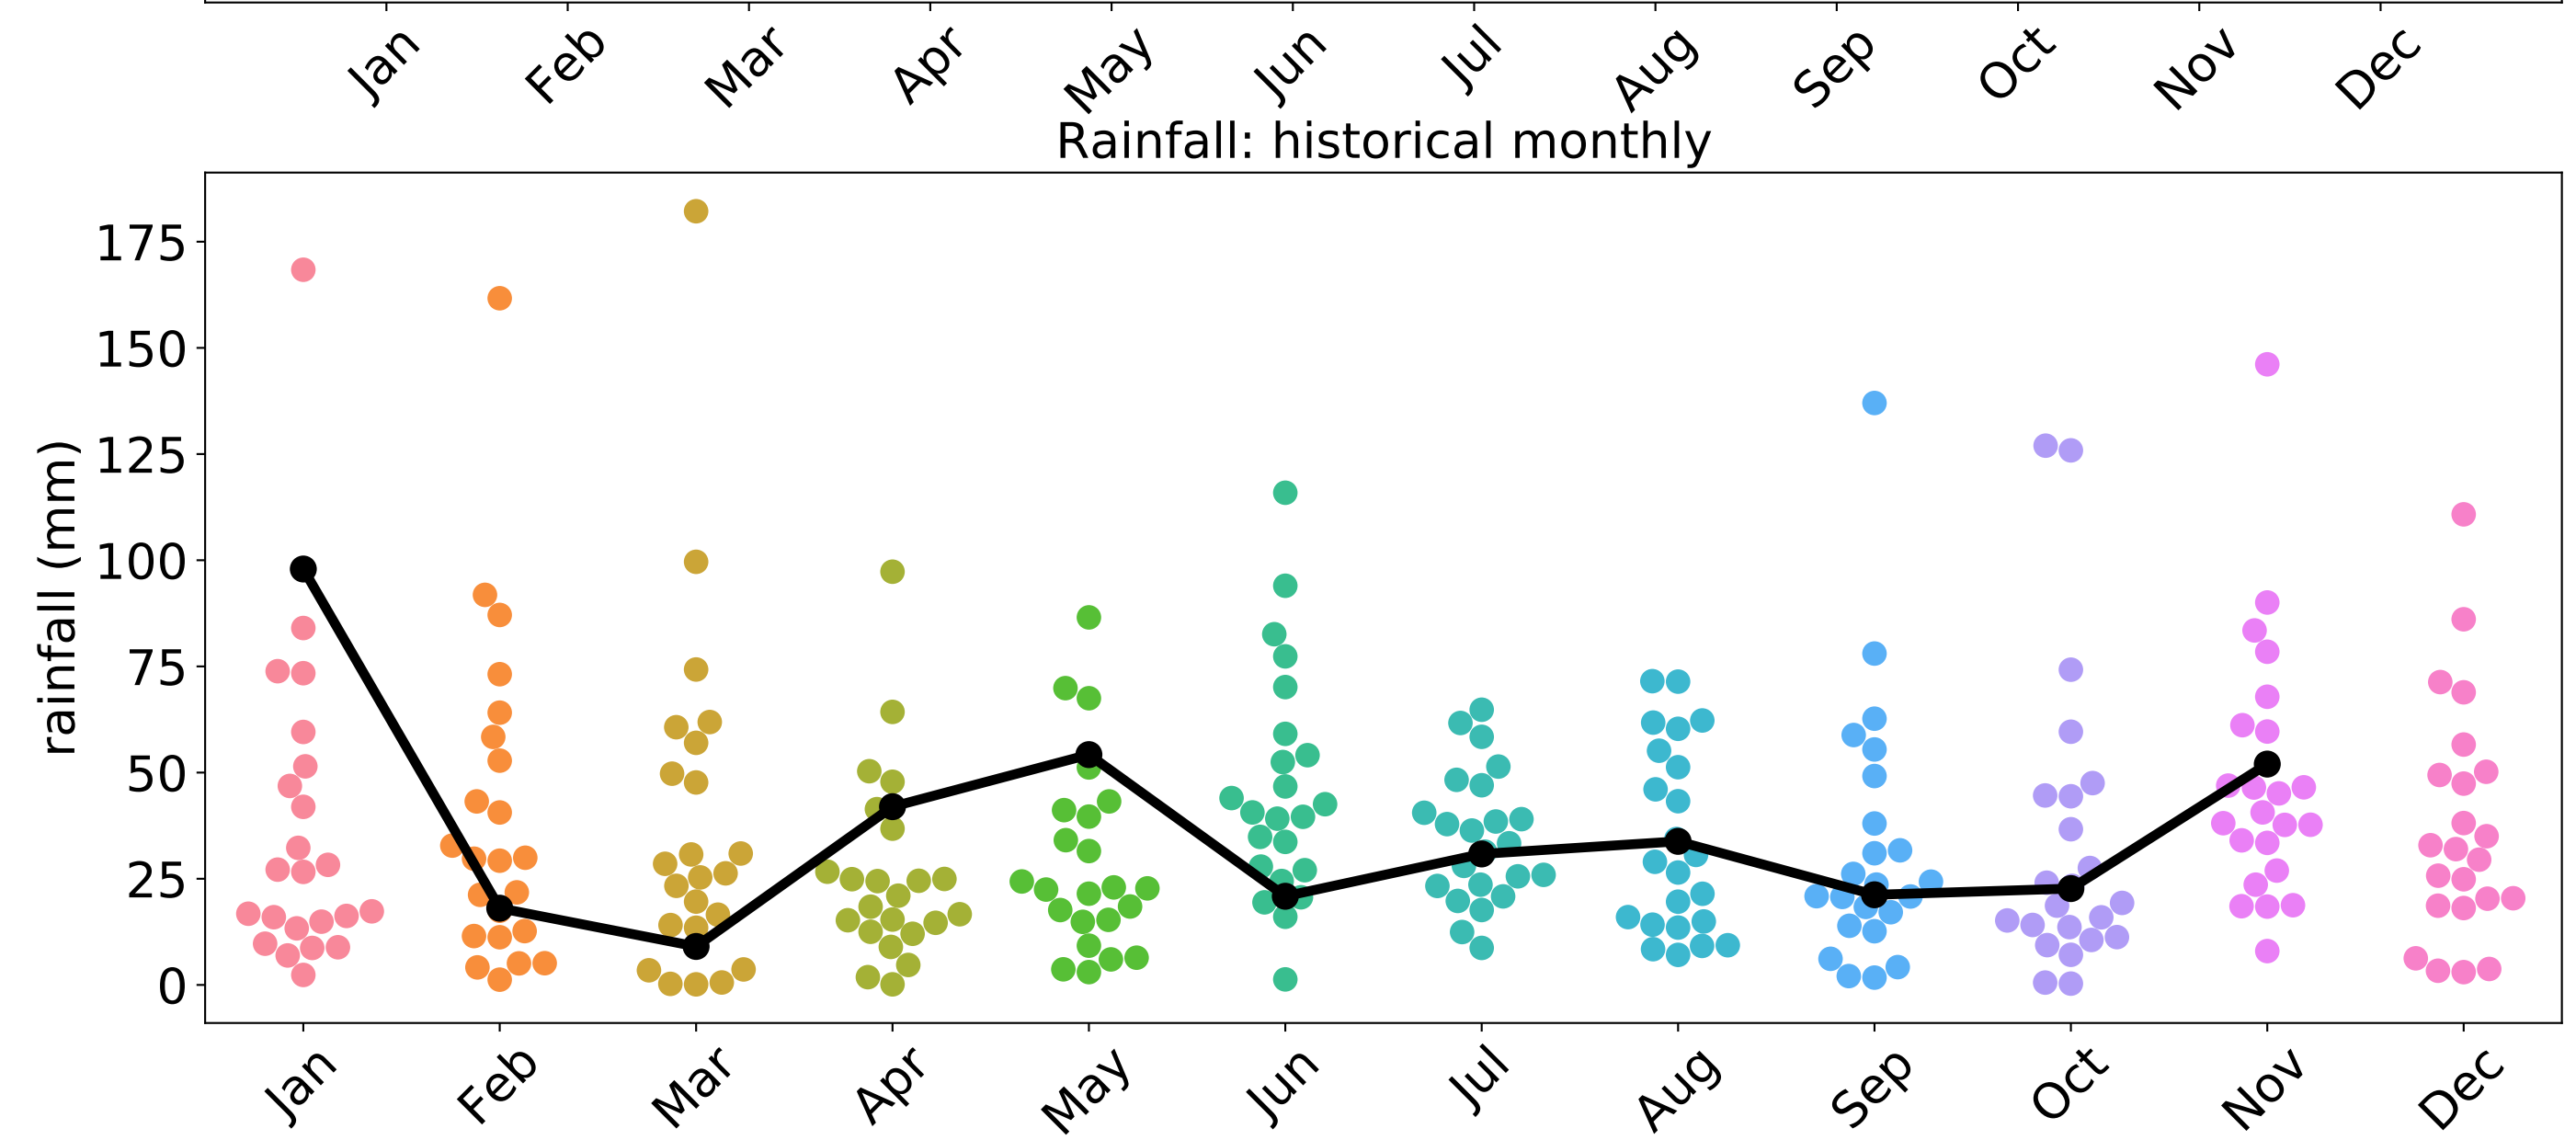 Jan Feb Mar Apr May Jun Jul Aug Sep Oct Nov Dec
Rainfall: historical monthly
175
150
125
100
75
50
25
0
rainfall (mm)
Jan Feb Mar Apr May Jun Jul Aug Sep Oct Nov Dec